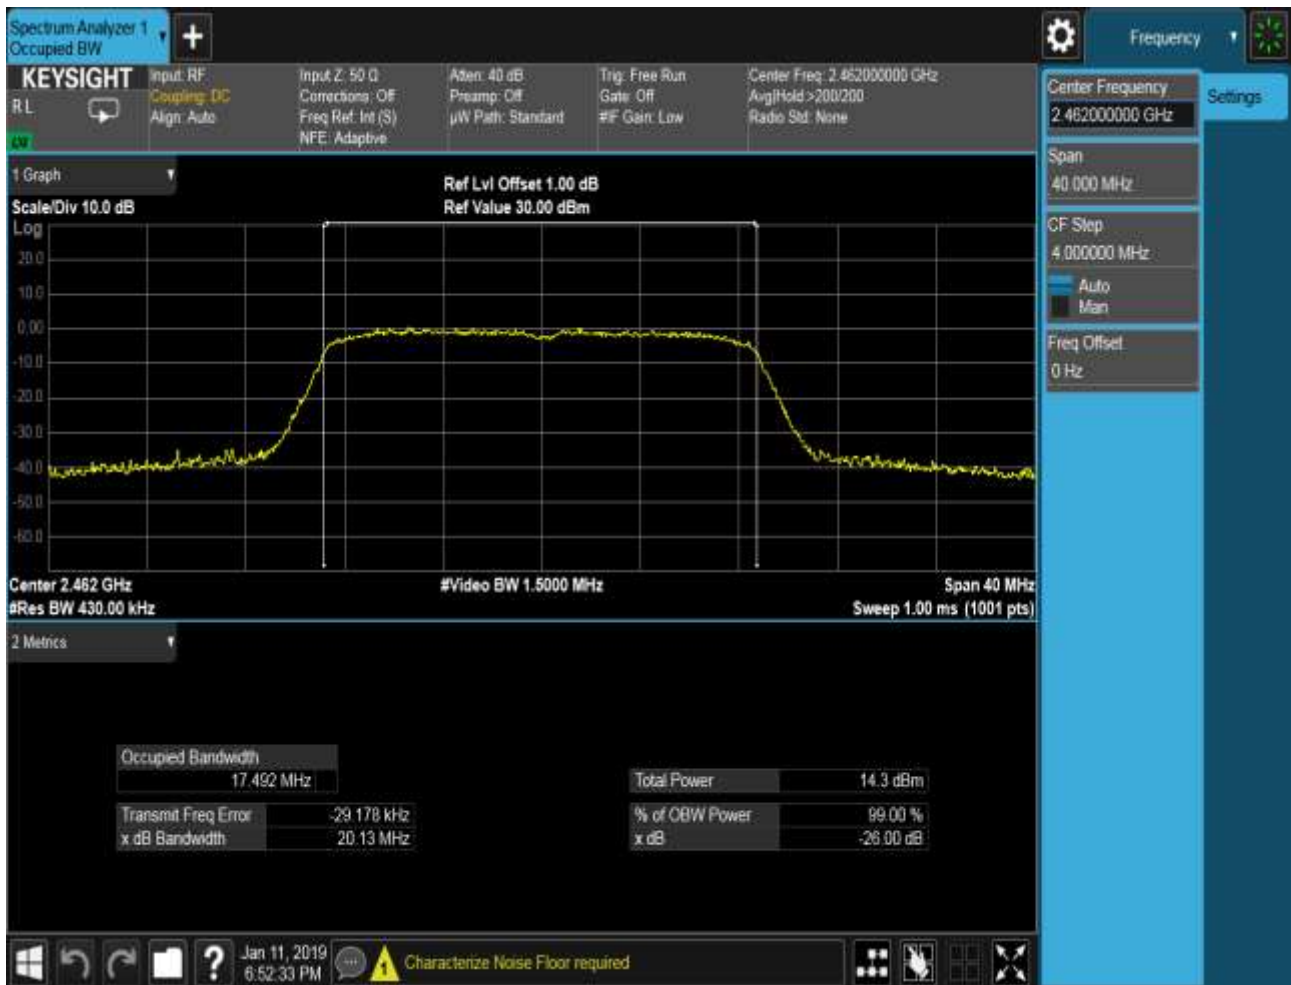 Spectrum Analyzer 1
Occupied BW
Frequency
KEYSIGHT
R L
Input: RF
Coupling: DC
Align: Auto
Input Z: 50 Ω
Corrections: Off
Freq Ref: Int (S)
NFE: Adaptive
Atten: 40 dB
Preamp: Off
µW Path: Standard
Trig: Free Run
Gate: Off
#IF Gain: Low
Center Freq: 2.462000000 GHz
Avg|Hold >200/200
Radio Std: None
Center Frequency
2.462000000 GHz
Settings
Span
40.000 MHz
CF Step
4.000000 MHz
Auto
Man
Freq Offset
0 Hz
1 Graph
Scale/Div 10.0 dB
Ref Lvl Offset 1.00 dB
Ref Value 30.00 dBm
Log
20.0
10.0
0.00
-10.0
-20.0
-30.0
-40.0
-50.0
-60.0
Center 2.462 GHz
#Video BW 1.5000 MHz
Span 40 MHz
#Res BW 430.00 kHz
Sweep 1.00 ms (1001 pts)
2 Metrics
Occupied Bandwidth
17.492 MHz
Total Power 14.3 dBm
Transmit Freq Error -29.178 kHz
% of OBW Power 99.00 %
x dB Bandwidth 20.13 MHz
x dB -26.00 dB
Jan 11, 2019
6:52:33 PM
1
Characterize Noise Floor required